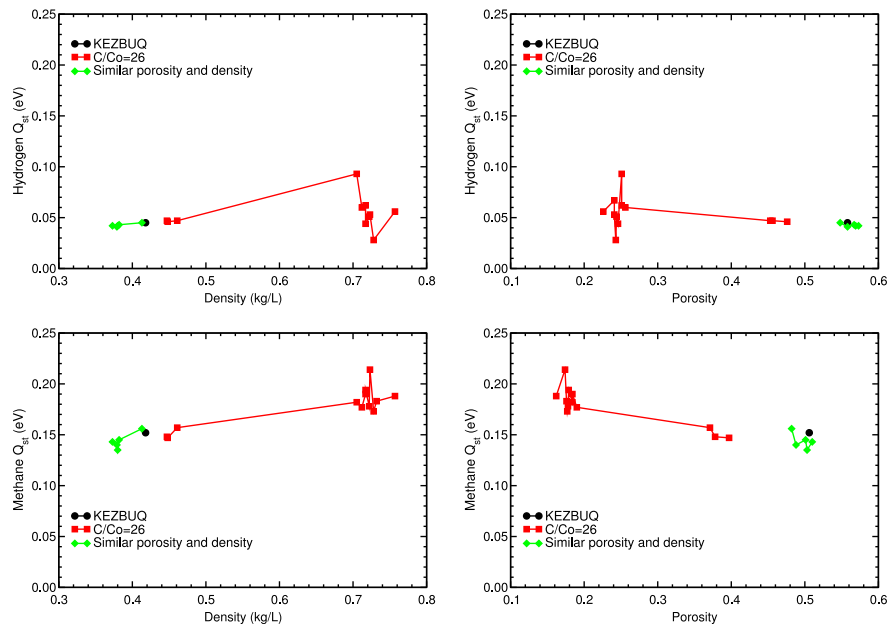 0.25
0.20
0.15
0.10
0.05
0.00
Hydrogen Qst (eV)
KEZBUQ
C/Co=26
Similar porosity and density
0.3 0.4 0.5 0.6 0.7 0.8
Density (kg/L)
0.25
0.20
0.15
0.10
0.05
0.00
Hydrogen Qst (eV)
KEZBUQ
C/Co=26
Similar porosity and density
0.1 0.2 0.3 0.4 0.5 0.6
Porosity
0.25
0.20
0.15
0.10
0.05
0.00
Methane Qst (eV)
KEZBUQ
C/Co=26
Similar porosity and density
0.3 0.4 0.5 0.6 0.7 0.8
Density (kg/L)
0.25
0.20
0.15
0.10
0.05
0.00
Methane Qst (eV)
KEZBUQ
C/Co=26
Similar porosity and density
0.1 0.2 0.3 0.4 0.5 0.6
Porosity